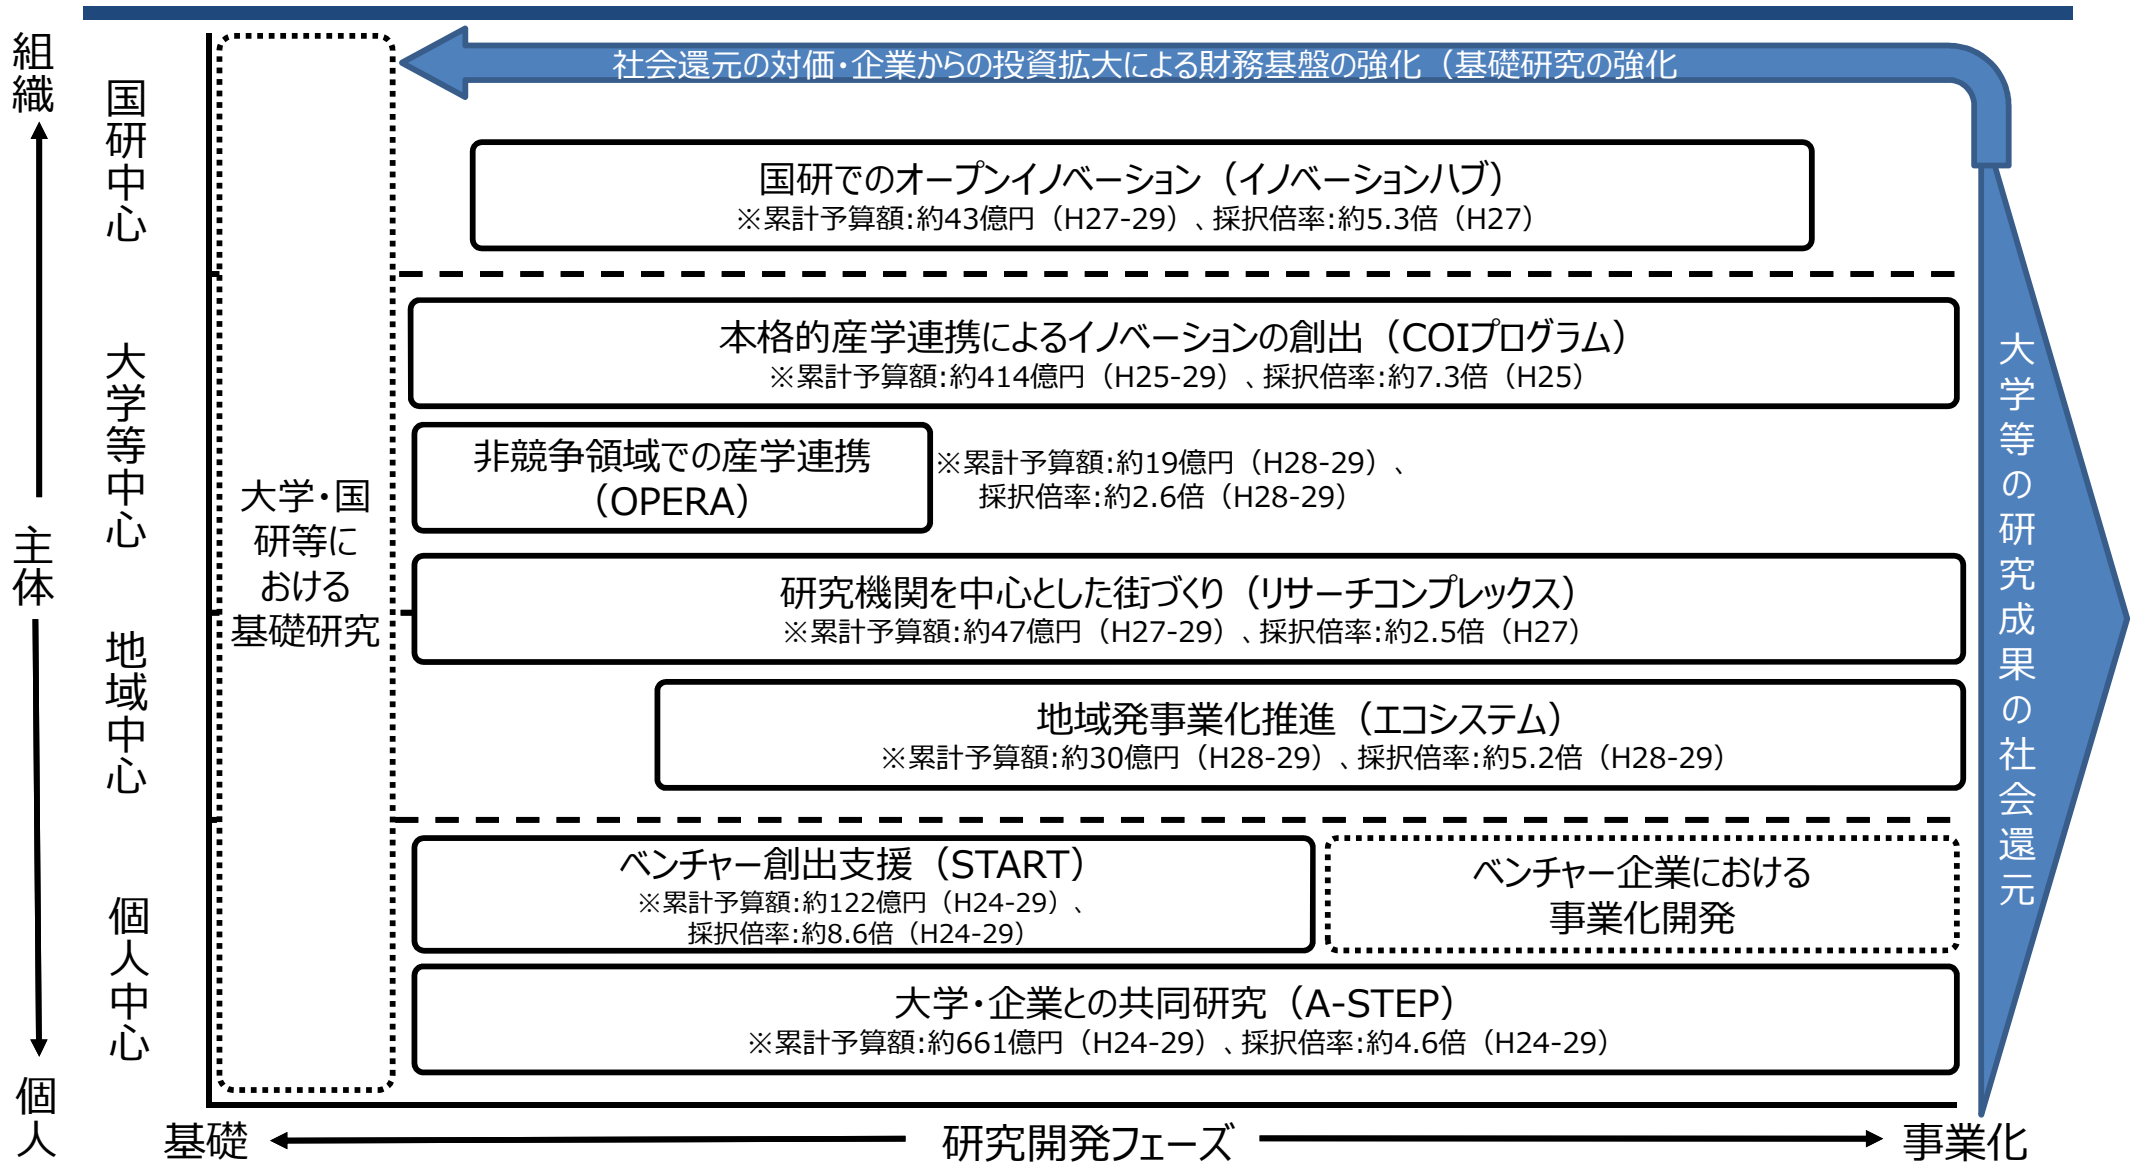 社会還元の対価・企業からの投資拡大による財務基盤の強化（基礎研究の強化
組織
主体
個人
国研中心
大学等中心
地域中心
個人中心
大学・国
研等に
おける
基礎研究
国研でのオープンイノベーション（イノベーションハブ）
※累計予算額:約43億円（H27-29）、採択倍率:約5.3倍（H27）
本格的産学連携によるイノベーションの創出（COIプログラム）
※累計予算額:約414億円（H25-29）、採択倍率:約7.3倍（H25）
非競争領域での産学連携
（OPERA）
※累計予算額:約19億円（H28-29）、
採択倍率:約2.6倍（H28-29）
研究機関を中心とした街づくり（リサーチコンプレックス）
※累計予算額:約47億円（H27-29）、採択倍率:約2.5倍（H27）
地域発事業化推進（エコシステム）
※累計予算額:約30億円（H28-29）、採択倍率:約5.2倍（H28-29）
ベンチャー創出支援（START）
※累計予算額:約122億円（H24-29）、
採択倍率:約8.6倍（H24-29）
ベンチャー企業における
事業化開発
大学・企業との共同研究（A-STEP）
※累計予算額:約661億円（H24-29）、採択倍率:約4.6倍（H24-29）
大学等の研究成果の社会還元
基礎
研究開発フェーズ
事業化